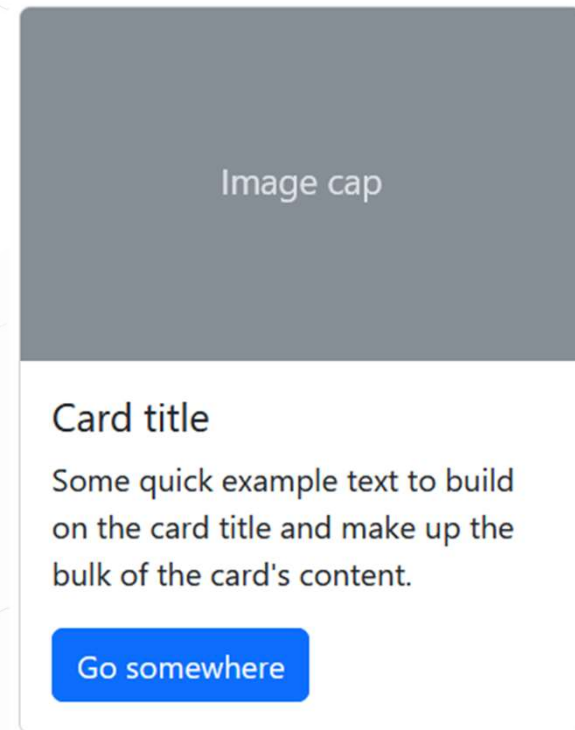 Image cap
Card title
Some quick example text to build
on the card title and make up the
bulk of the card's content.
Go somewhere